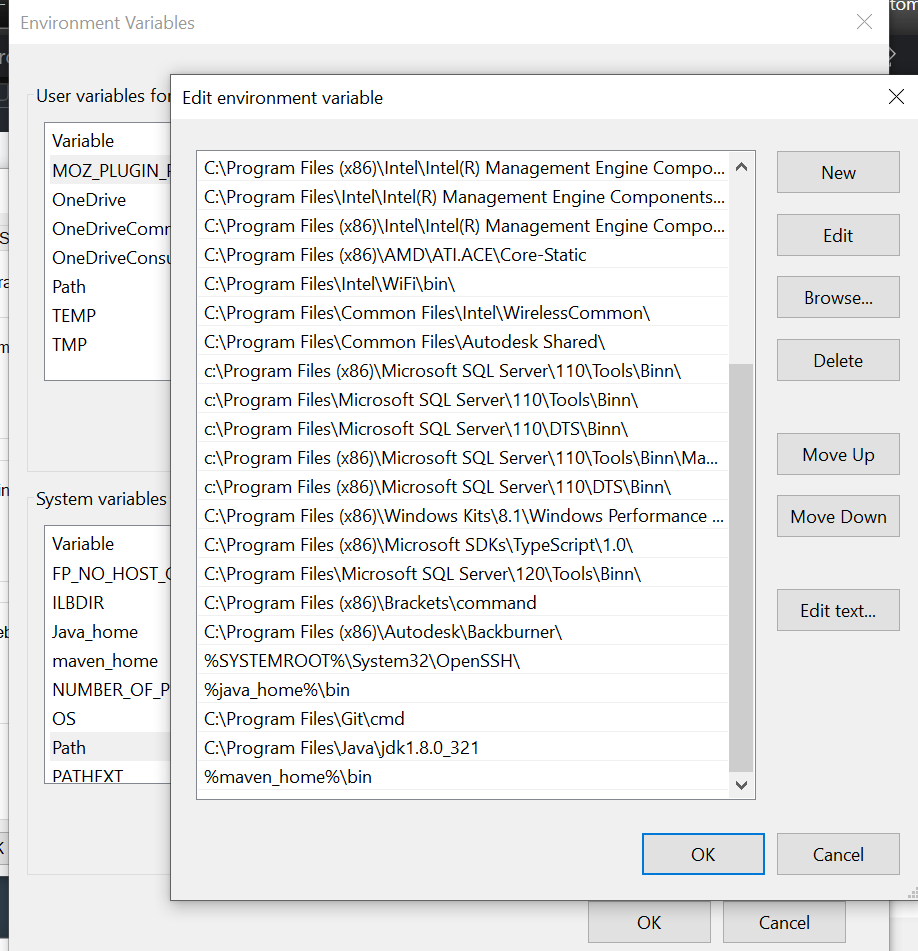 Environment Variables
User variables for
Variable
MOZ_PLUGIN_
OneDrive
OneDriveComm
OneDriveConsu
Path
TEMP
TMP
System variables
Variable
FP_NO_HOST_
ILBDIR
Java_home
maven_home
NUMBER_OF_P
OS
Path
PATHEXT
Edit environment variable
C:\Program Files (x86)\Intel\Intel(R) Management Engine Compo...
C:\Program Files\Intel\Intel(R) Management Engine Components...
C:\Program Files (x86)\Intel\Intel(R) Management Engine Compo...
C:\Program Files (x86)\AMD\ATI.ACE\Core-Static
C:\Program Files\Intel\WiFi\bin\
C:\Program Files\Common Files\Intel\WirelessCommon\
C:\Program Files\Common Files\Autodesk Shared\
c:\Program Files (x86)\Microsoft SQL Server\110\Tools\Binn\
c:\Program Files\Microsoft SQL Server\110\Tools\Binn\
c:\Program Files\Microsoft SQL Server\110\DTS\Binn\
c:\Program Files (x86)\Microsoft SQL Server\110\Tools\Binn\Ma...
c:\Program Files (x86)\Microsoft SQL Server\110\DTS\Binn\
C:\Program Files (x86)\Windows Kits\8.1\Windows Performance ...
C:\Program Files (x86)\Microsoft SDKs\TypeScript\1.0\
C:\Program Files\Microsoft SQL Server\120\Tools\Binn\
C:\Program Files (x86)\Brackets\command
C:\Program Files (x86)\Autodesk\Backburner\
%SYSTEMROOT%\System32\OpenSSH\
%java_home%\bin
C:\Program Files\Git\cmd
C:\Program Files\Java\jdk1.8.0_321
%maven_home%\bin
New
Edit
Browse...
Delete
Move Up
Move Down
Edit text...
OK
Cancel
OK
Cancel